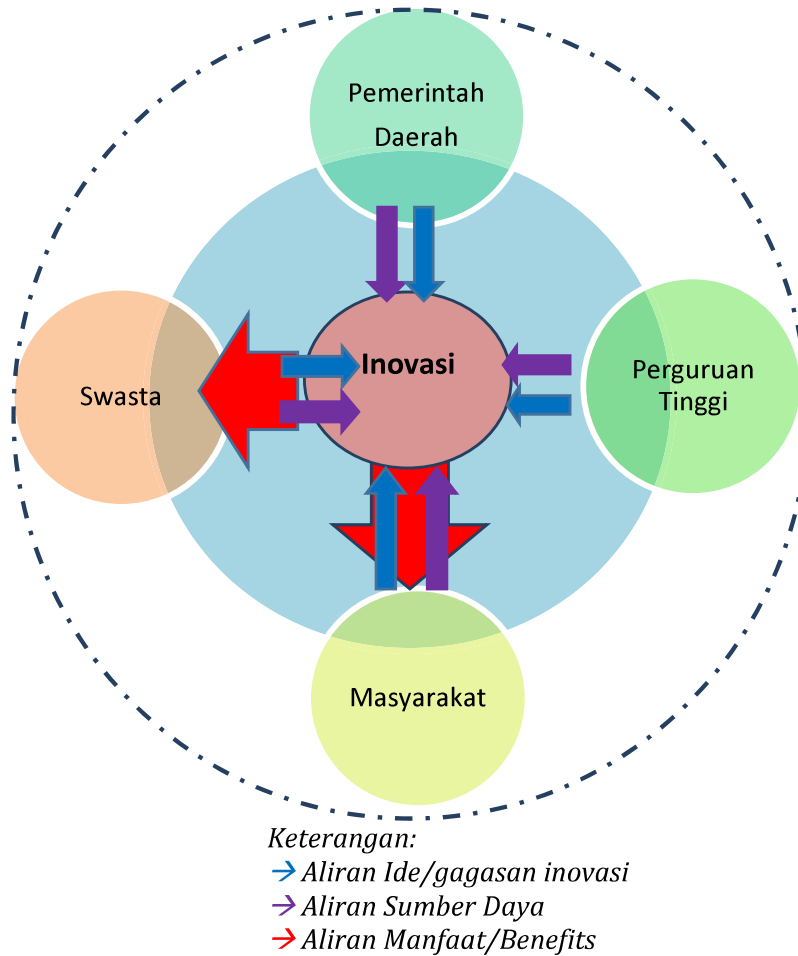 Pemerintah
Daerah
Inovasi
Swasta
Perguruan
Tinggi
Masyarakat
Keterangan:
→ Aliran Ide/gagasan inovasi
→ Aliran Sumber Daya
→ Aliran Manfaat/Benefits